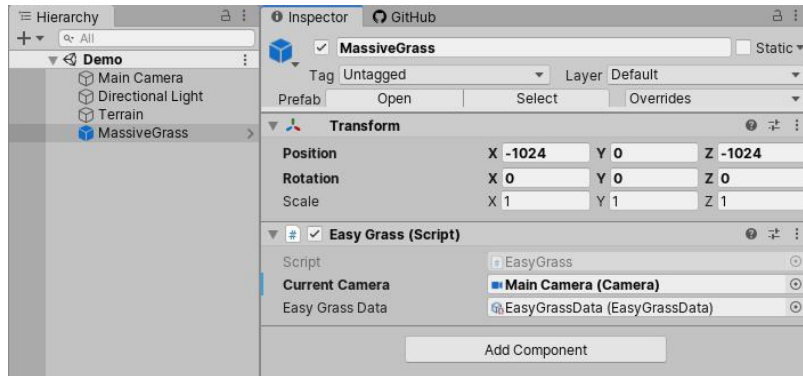 Hierarchy
All
Demo
Main Camera
Directional Light
Terrain
MassiveGrass
Inspector
GitHub
MassiveGrass
Static
Tag Untagged Layer Default
Prefab Open Select Overrides
Transform
Position X -1024 Y 0 Z -1024
Rotation X 0 Y 0 Z 0
Scale X 1 Y 1 Z 1
# Easy Grass (Script)
Script EasyGrass
Current Camera Main Camera (Camera)
Easy Grass Data EasyGrassData (EasyGrassData)
Add Component